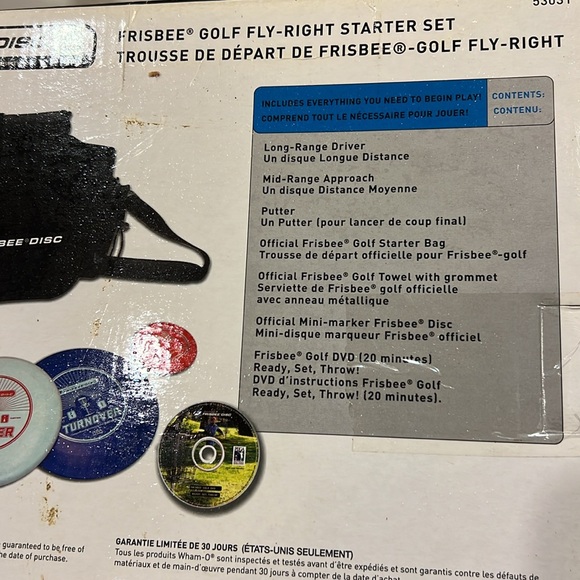 DISC
FRISBEE® GOLF FLY-RIGHT STARTER SET
TROUSSE DE DÉPART DE FRISBEE®-GOLF FLY-RIGHT
INCLUDES EVERYTHING YOU NEED TO BEGIN PLAY!
COMPREND TOUT LE NÉCESSAIRE POUR JOUER!
CONTENTS:
CONTENU:
Long-Range Driver
Un disque Longue Distance
Mid-Range Approach
Un disque Distance Moyenne
Putter
Un Putter (pour lancer de coup final)
Official Frisbee® Golf Starter Bag
Trousse de départ officielle pour Frisbee®-golf
Official Frisbee® Golf Towel with grommet
Serviette de Frisbee® golf officielle
avec anneau métallique
Official Mini-marker Frisbee® Disc
Mini-disque marqueur Frisbee® officiel
Frisbee® Golf DVD (20 minutes)
Ready, Set, Throw!
DVD d'instructions Frisbee® Golf
Ready, Set, Throw! (20 minutes).
SBEE®DISC
TURNOVER
GARANTIE LIMITÉE DE 30 JOURS (ÉTATS-UNIS SEULEMENT)
guaranteed to be free of
the date of purchase.
Tous les produits Wham-O® sont inspectés et testés avant d'être expédiés et sont garantis contre les défauts de
matériaux et de main-d'œuvre pendant 30 jours à compter de la date d'achat